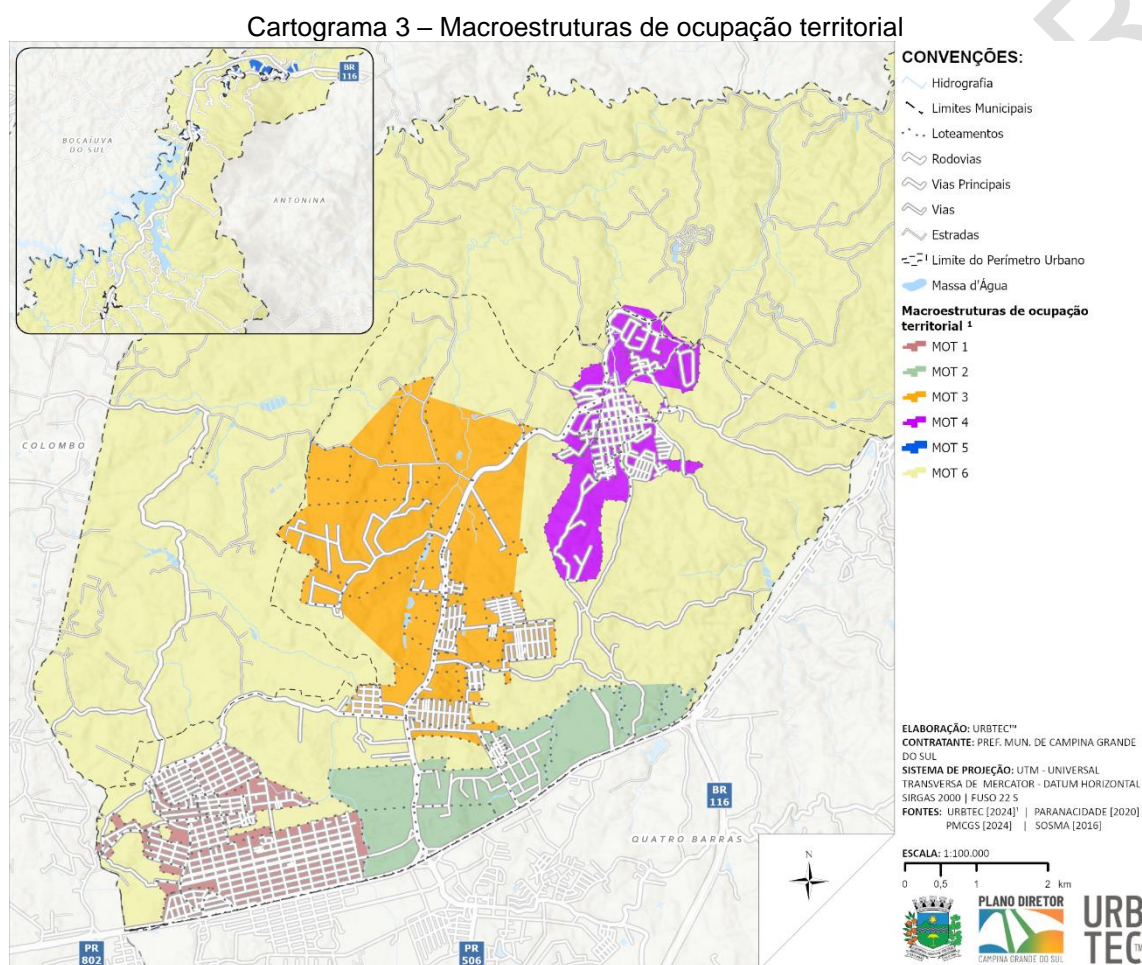 Cartograma 3 – Macroestruturas de ocupação territorial
BR
116
BOCAIUVA
DO SUL
ANTONINA
COLOMBO
BR
116
QUATRO BARRAS
N
PR
802
PR
506
CONVENÇÕES:
Hidrografia
Limites Municipais
Loteamentos
Rodovias
Vias Principais
Vias
Estradas
Limite do Perímetro Urbano
Massa d'Água
Macroestruturas de ocupação
territorial ¹
MOT 1
MOT 2
MOT 3
MOT 4
MOT 5
MOT 6
ELABORAÇÃO: URBTEC™
CONTRATANTE: PREF. MUN. DE CAMPINA GRANDE
DO SUL
SISTEMA DE PROJEÇÃO: UTM - UNIVERSAL
TRANSVERSA DE MERCATOR - DATUM HORIZONTAL
SIRGAS 2000 | FUSO 22 S
FONTES: URBTEC [2024]¹ | PARANACIDADE [2020]
PMCGS [2024] | SOSMA [2016]
ESCALA: 1:100.000
0 0,5 1 2 km
PLANO DIRETOR
CAMPINA GRANDE DO SUL
URB
TEC™